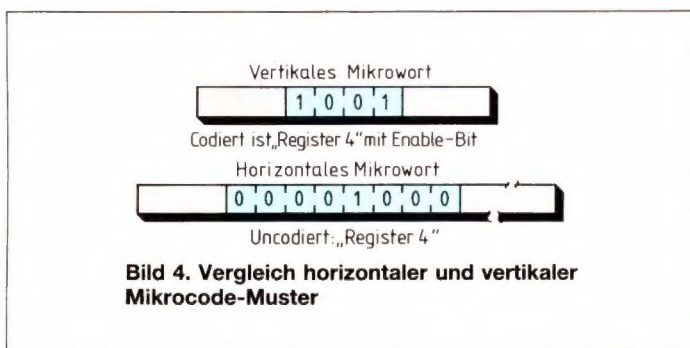 Vertikales Mikrowort
1 0 0 1
Codiert ist „Register 4" mit Enable-Bit
Horizontales Mikrowort
0 0 0 0 1 0 0 0
Uncodiert: „Register 4"
Bild 4. Vergleich horizontaler und vertikaler
Mikrocode-Muster